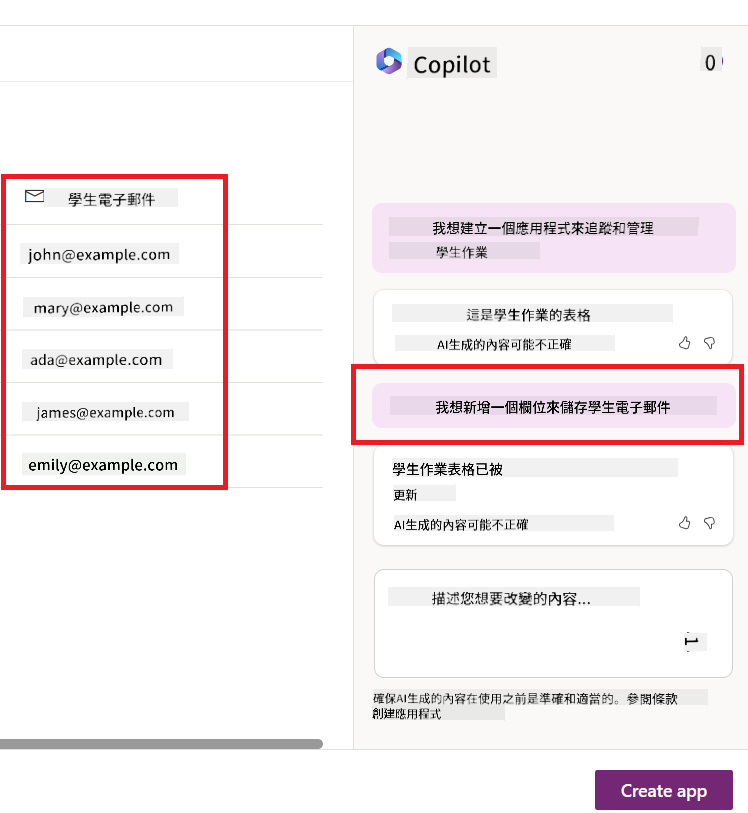 Copilot
0
學生電子郵件
john@example.com
mary@example.com
ada@example.com
james@example.com
emily@example.com
我想建立一個應用程式來追蹤和管理
學生作業
這是學生作業的表格
AI生成的內容可能不正確
我想新增一個欄位來儲存學生電子郵件
學生作業表格已被
更新
AI生成的內容可能不正確
描述您想要改變的內容...
確保AI生成的內容在使用之前是準確和適當的。參閱條款
創建應用程式
Create app